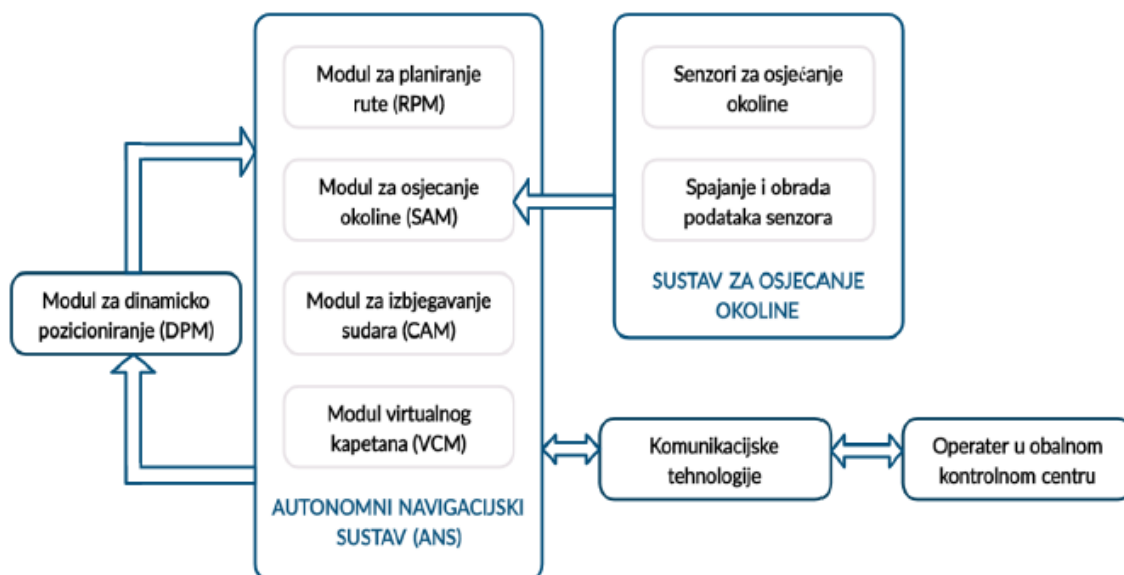 Modul za planiranje
rute (RPM)
Modul za osjecanje
okoline (SAM)
Modul za izbjegavanje
sudara (CAM)
Modul virtualnog
kapetana (VCM)
AUTONOMNI NAVIGACIJSKI
SUSTAV (ANS)
Senzori za osjećanje
okoline
Spajanje i obrada
podataka senzora
SUSTAV ZA OSJECANJE
OKOLINE
Modul za dinamicko
pozicioniranje (DPM)
Komunikacijske
tehnologije
Operater u obalnom
kontrolnom centru